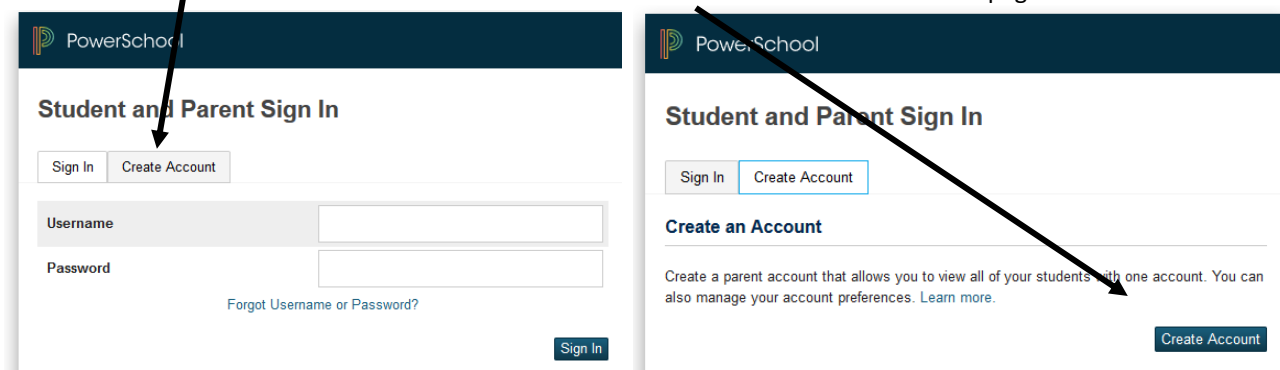 PowerSchool
Student and Parent Sign In
Sign In Create Account
Username
Password
Forgot Username or Password?
Sign In
PowerSchool
Student and Parent Sign In
Sign In Create Account
Create an Account
Create a parent account that allows you to view all of your students with one account. You can
also manage your account preferences. Learn more.
Create Account